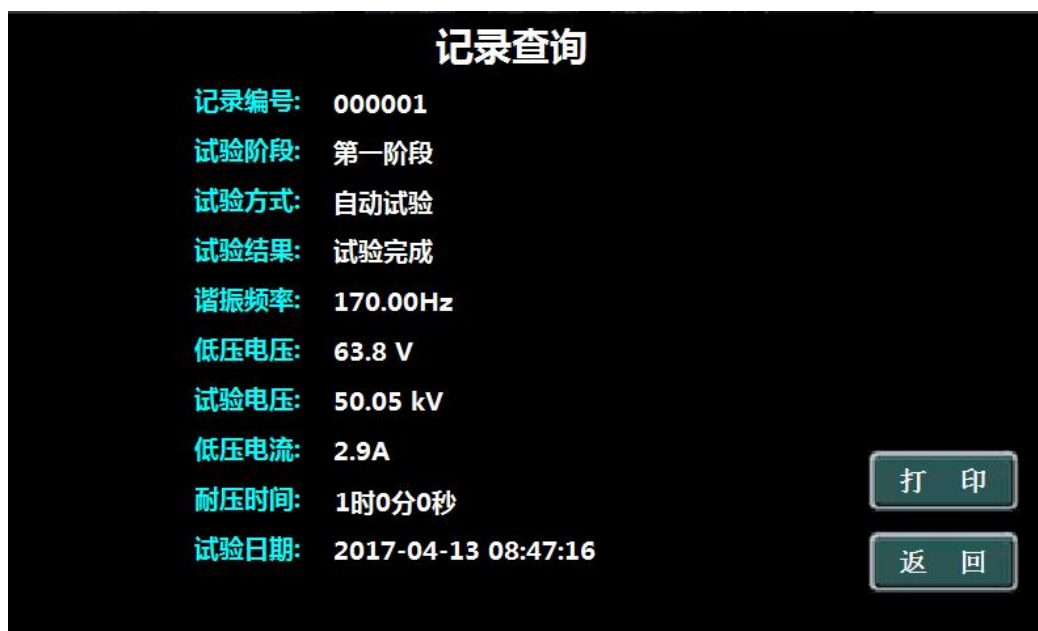 记录查询
记录编号: 000001
试验阶段: 第一阶段
试验方式: 自动试验
试验结果: 试验完成
谐振频率: 170.00Hz
低压电压: 63.8 V
试验电压: 50.05 kV
低压电流: 2.9A
耐压时间: 1时0分0秒
试验日期: 2017-04-13 08:47:16
打 印
返 回